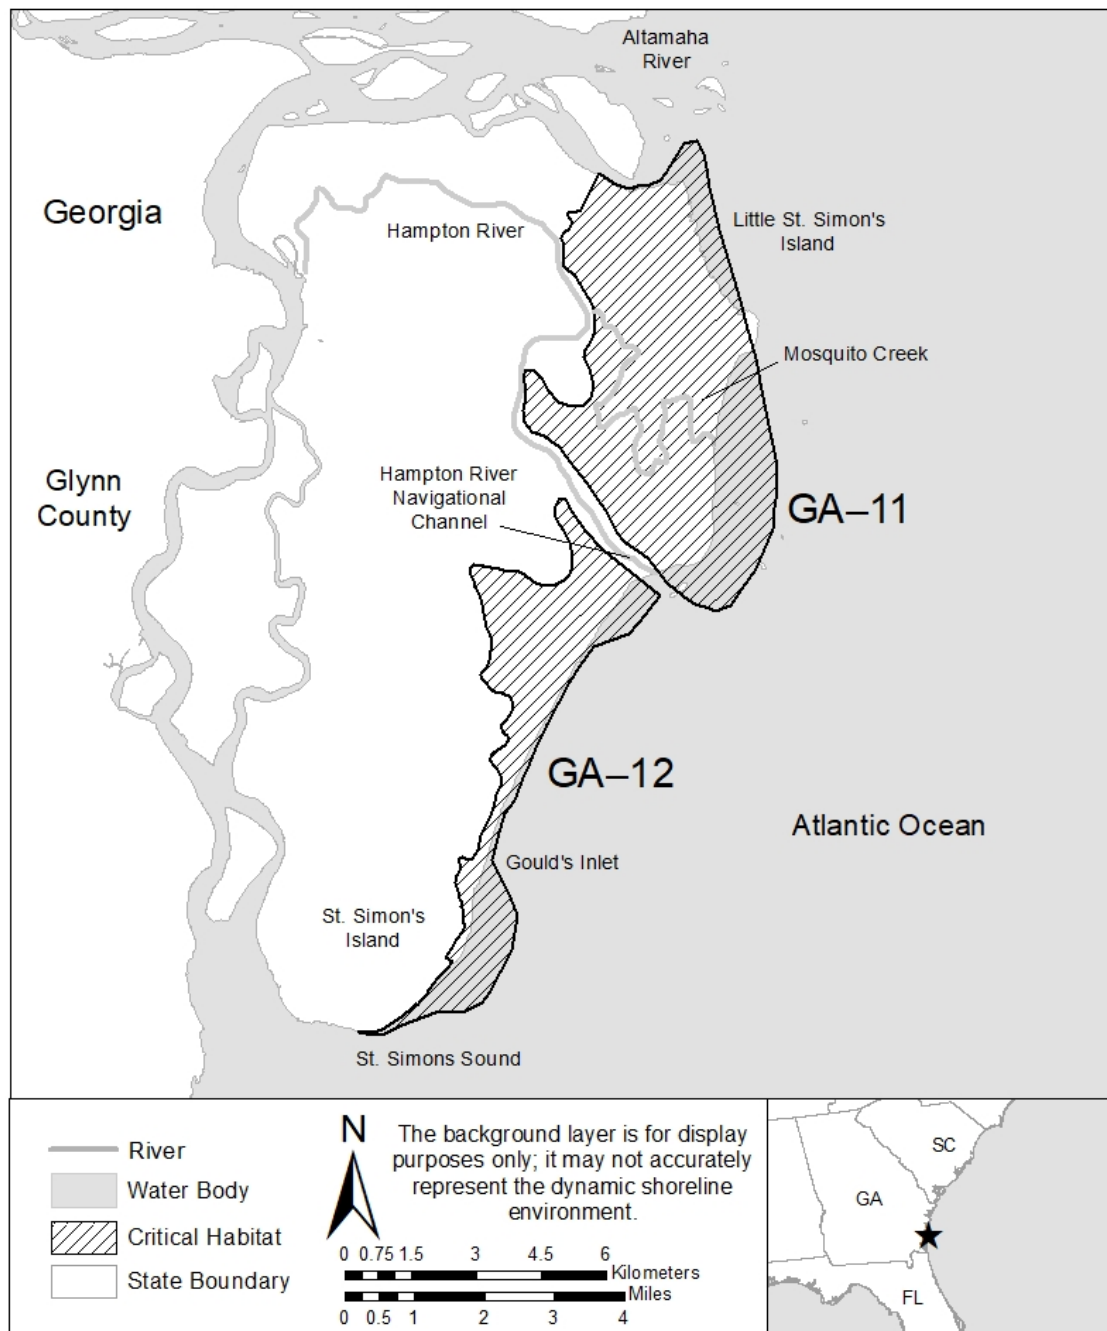 Altamaha
River
Georgia
Hampton River
Little St. Simon's
Island
Mosquito Creek
Glynn
County
Hampton River
Navigational
Channel
GA–11
GA–12
Atlantic Ocean
Gould's Inlet
St. Simon's
Island
St. Simons Sound
River
Water Body
Critical Habitat
State Boundary
N
The background layer is for display
purposes only; it may not accurately
represent the dynamic shoreline
environment.
0 0.75 1.5 3 4.5 6
Kilometers
Miles
0 0.5 1 2 3 4
SC
GA
FL